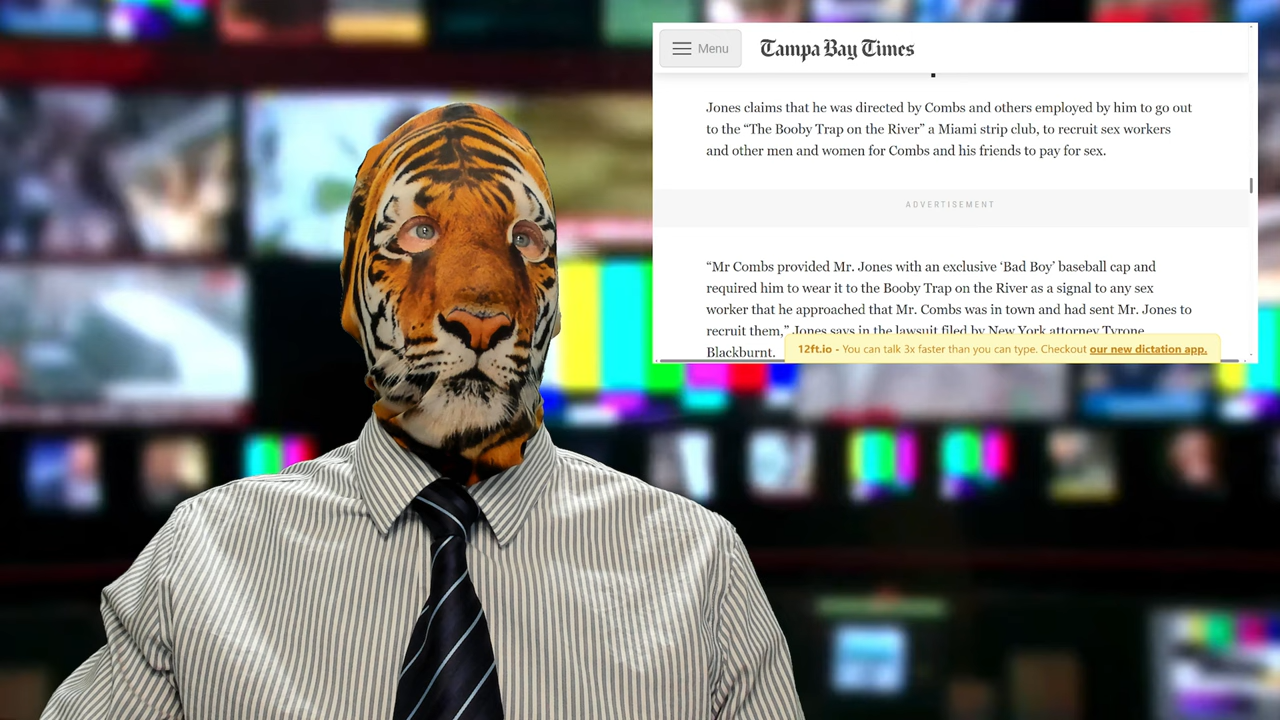 Menu
Tampa Bay Times
Jones claims that he was directed by Combs and others employed by him to go out
to the “The Booby Trap on the River” a Miami strip club, to recruit sex workers
and other men and women for Combs and his friends to pay for sex.
ADVERTISEMENT
“Mr Combs provided Mr. Jones with an exclusive ‘Bad Boy’ baseball cap and
required him to wear it to the Booby Trap on the River as a signal to any sex
worker that he approached that Mr. Combs was in town and had sent Mr. Jones to
recruit them,” Jones says in the lawsuit filed by New York attorney Tyrone
Blackburnt.
12ft.io - You can talk 3x faster than you can type. Checkout our new dictation app.